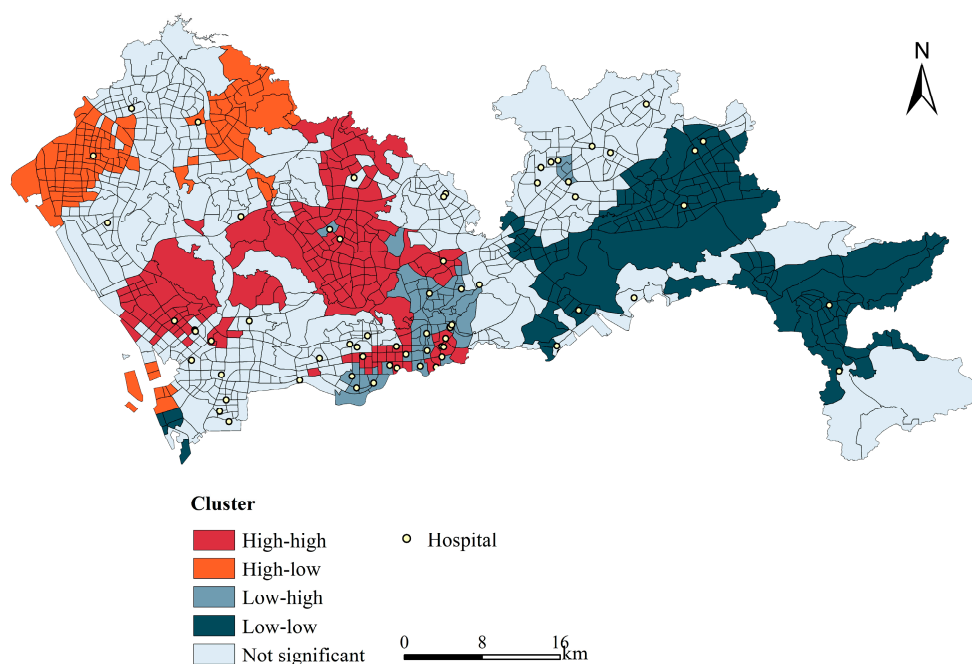 N
Cluster
High-high
Hospital
High-low
Low-high
Low-low
Not significant
0 8 16
km